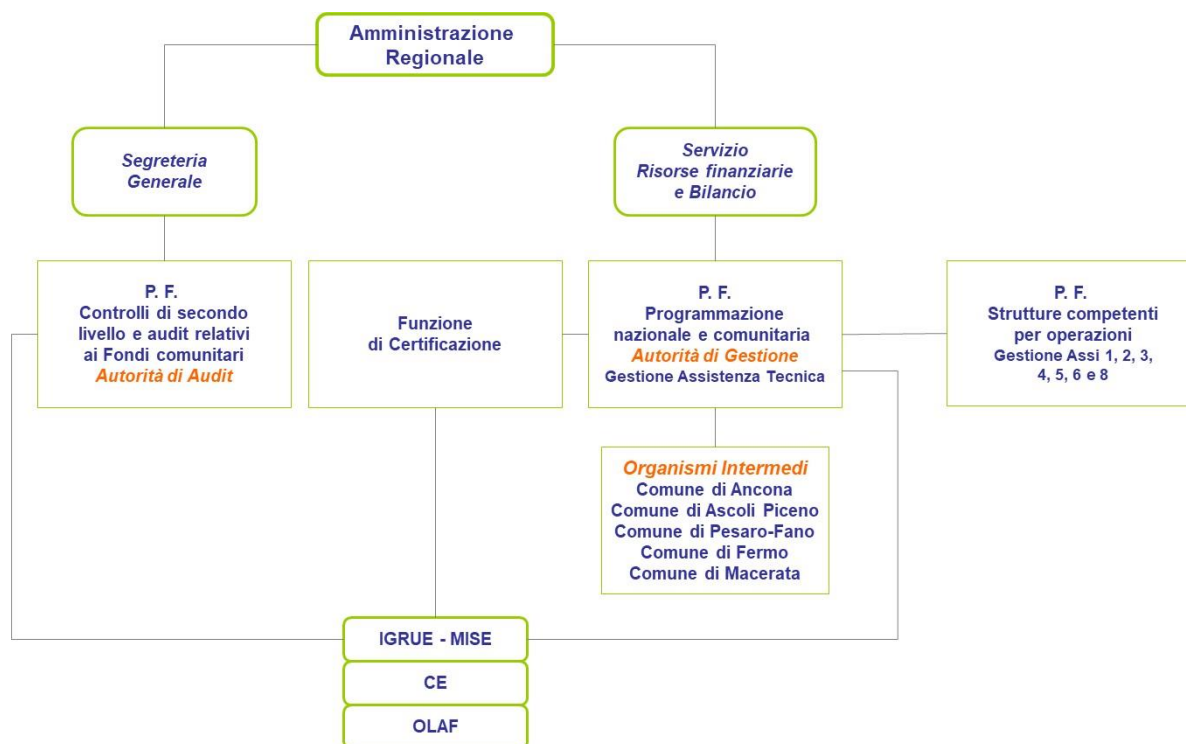 Amministrazione
Regionale
Segreteria
Generale
Servizio
Risorse finanziarie
e Bilancio
P. F.
Controlli di secondo
livello e audit relativi
ai Fondi comunitari
Autorità di Audit
Funzione
di Certificazione
P. F.
Programmazione
nazionale e comunitaria
Autorità di Gestione
Gestione Assistenza Tecnica
P. F.
Strutture competenti
per operazioni
Gestione Assi 1, 2, 3,
4, 5, 6 e 8
Organismi Intermedi
Comune di Ancona
Comune di Ascoli Piceno
Comune di Pesaro-Fano
Comune di Fermo
Comune di Macerata
IGRUE - MISE
CE
OLAF